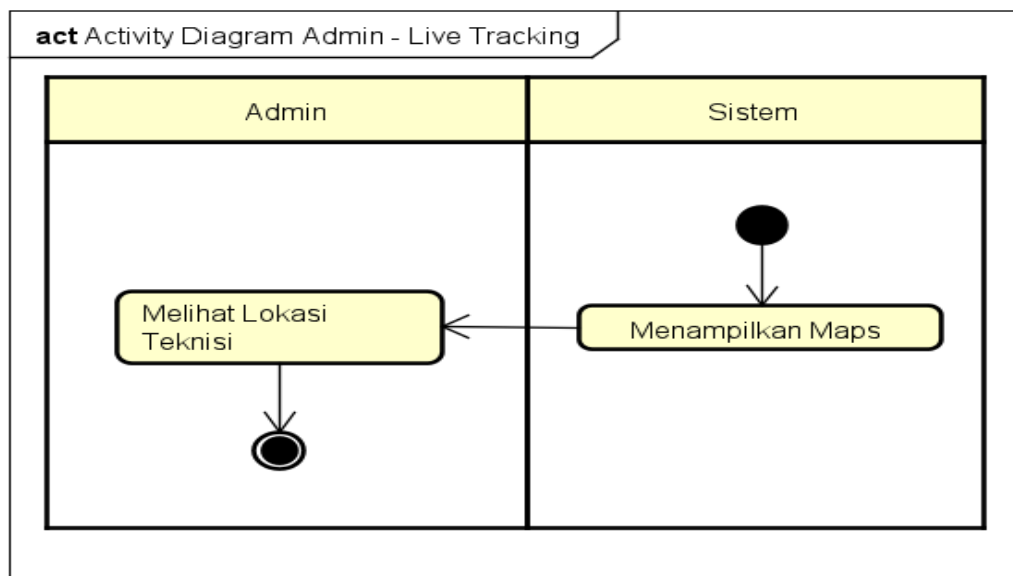 act Activity Diagram Admin - Live Tracking
Admin
Sistem
Melihat Lokasi
Teknisi
Menampilkan Maps